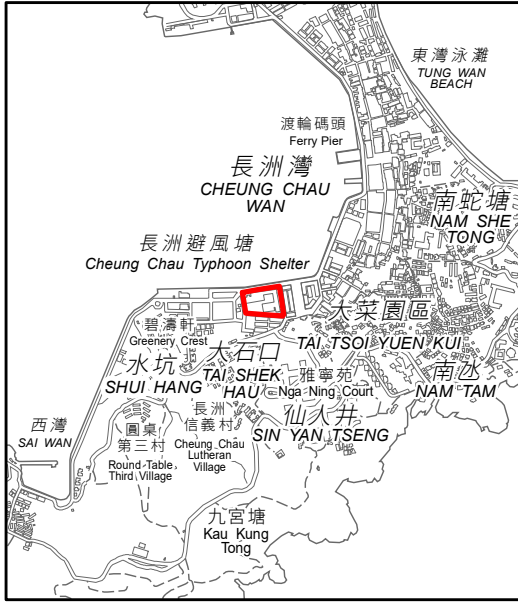 東灣泳灘
TUNG WAN
BEACH
渡輪碼頭
Ferry Pier
長洲灣
CHEUNG CHAU
WAN
南蛇塘
NAM SHE
TONG
長洲避風塘
Cheung Chau Typhoon Shelter
大菜園區
TAI TSOI YUEN KUI
碧濤軒
Greenery Crest
水坑
SHUI HANG
大石口
TAI SHEK
HAU
雅寧苑
Nga Ning Court
南氹
NAM TAM
西灣
SAI WAN
圓桌
第三村
Round Table
Third Village
長洲
信義村
Cheung Chau
Lutheran
Village
仙人井
SIN YAN TSENG
九宮塘
Kau Kung
Tong